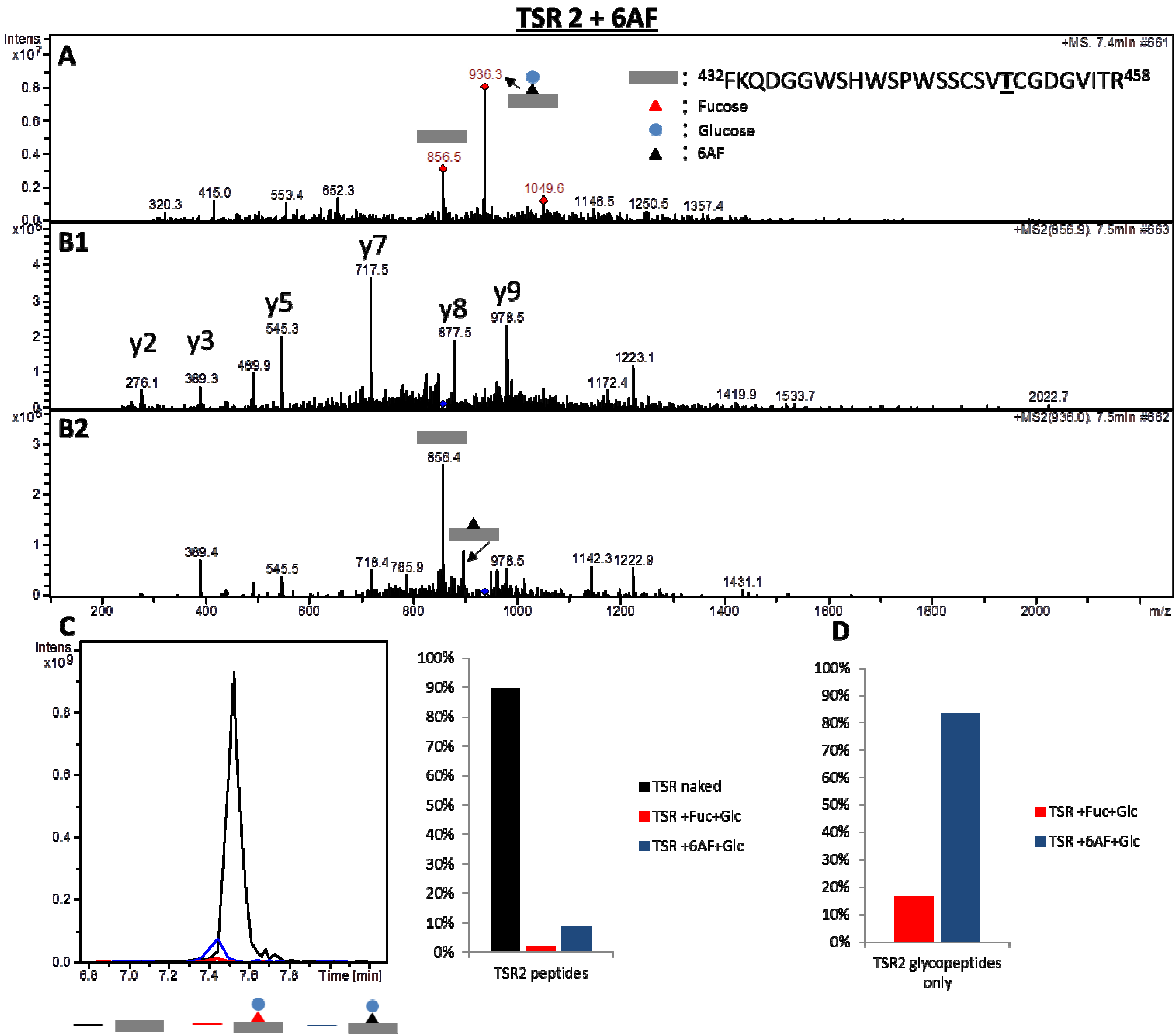 TSR 2 + 6AF
Intens.
x10^7
A
+MS. 7.4min #661
936.3
: 432FKQDGGWSHWSPWSSCSVTCGDGVITR458
: Fucose
: Glucose
: 6AF
0.8
0.6
0.4
0.2
0.0
856.5
1049.6
320.3
415.0
553.4
652.3
1146.5
1250.5
1357.4
x10^6
B1
+MS2(856.9). 7.5min #663
4
3
2
1
0
y2
276.1
y3
389.3
489.9
y5
545.3
y7
717.5
y8
877.5
y9
978.5
1172.4
1223.1
1419.9
1533.7
2022.7
x10^6
B2
+MS2(936.0). 7.5min #662
3
2
1
0
856.4
369.4
545.5
718.4
785.9
978.5
1142.3
1222.9
1431.1
200
400
600
800
1000
1200
1400
1600
1800
2000
m/z
C
Intens.
x10^9
0.8
0.6
0.4
0.2
0.0
6.8
7.0
7.2
7.4
7.6
7.8
Time [min]
100%
90%
80%
70%
60%
50%
40%
30%
20%
10%
0%
TSR2 peptides
TSR naked
TSR +Fuc+Glc
TSR +6AF+Glc
D
100%
90%
80%
70%
60%
50%
40%
30%
20%
10%
0%
TSR2 glycopeptides
only
TSR +Fuc+Glc
TSR +6AF+Glc